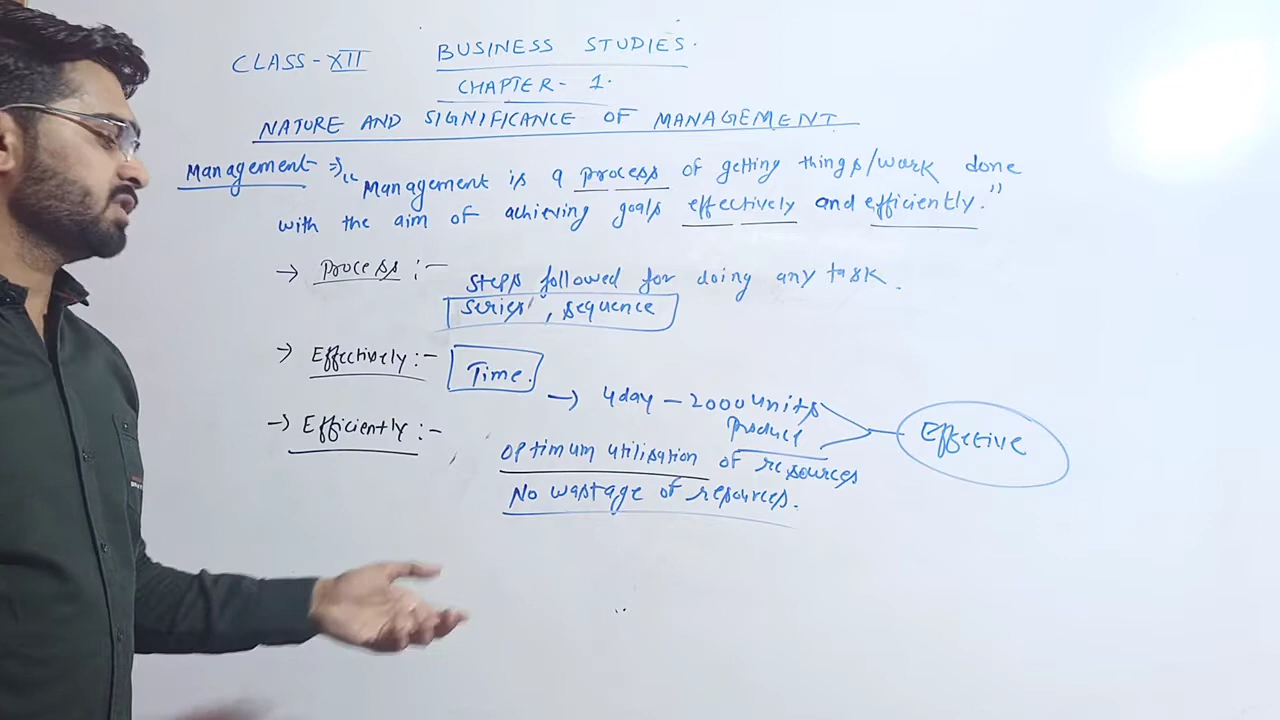 CLASS-XII BUSINESS STUDIES.
CHAPTER- 1.
NATURE AND SIGNIFICANCE OF MANAGEMENT
Management ⇒ "Management is a process of getting things/work done
with the aim of achieving goals effectively and efficiently."
→ Process :- Steps followed for doing any task.
series, sequence
→ Effectively :- Time.
→ 4day - 2000 units
produce
Effective
→ Efficiently :-
optimum utilisation of resources
No wastage of resources.